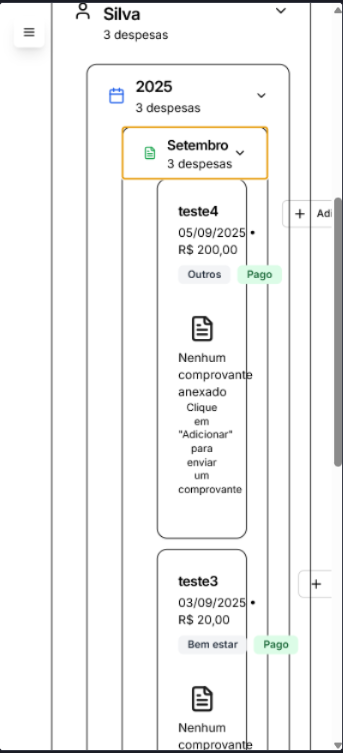 Silva
3 despesas
2025
3 despesas
Setembro
3 despesas
teste4
+ Adi
05/09/2025 •
R$ 200,00
Outros Pago
Nenhum
comprovante
anexado
Clique
em
"Adicionar"
para
enviar
um
comprovante
teste3
+
03/09/2025 •
R$ 20,00
Bem estar Pago
Nenhum
comprovante